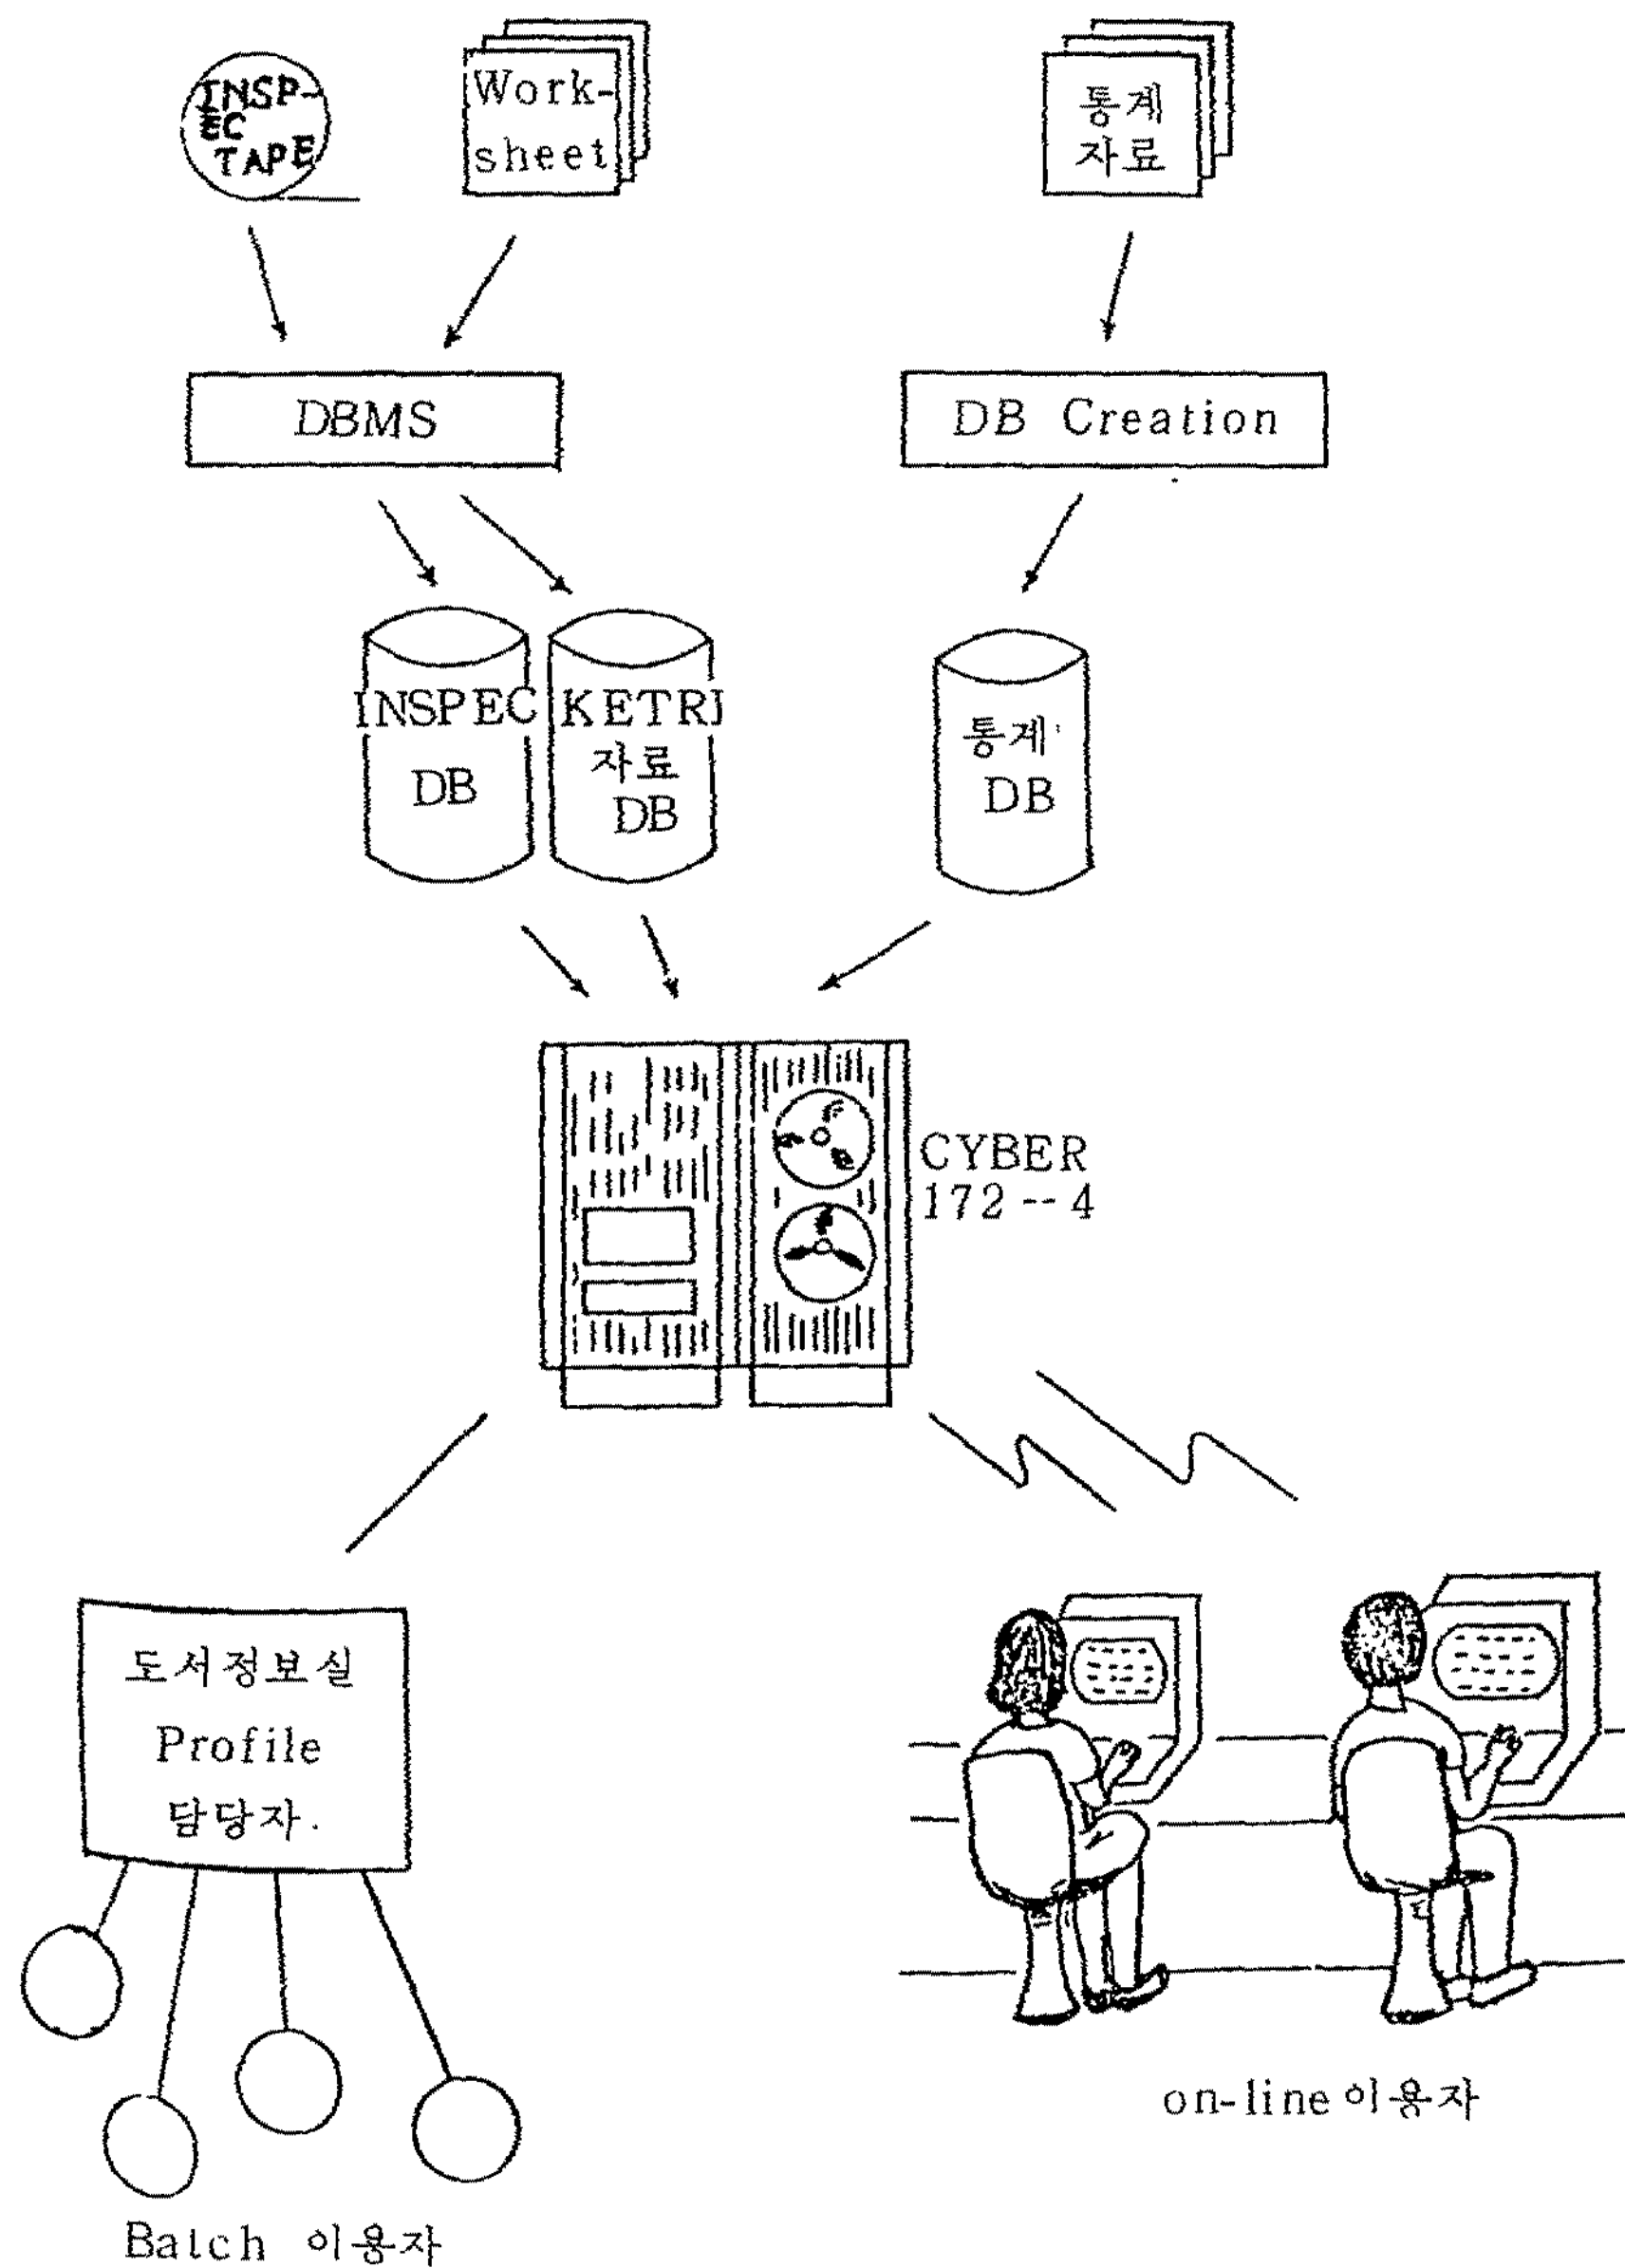 INSP-
EC
TAPE
Work-
sheet
통계
자료
DBMS
DB Creation
INSPEC
DB
KETRI
자료
DB
통계
DB
CYBER
172--4
도서정보실
Profile
담당자.
on-line 이용자
Batch 이용자